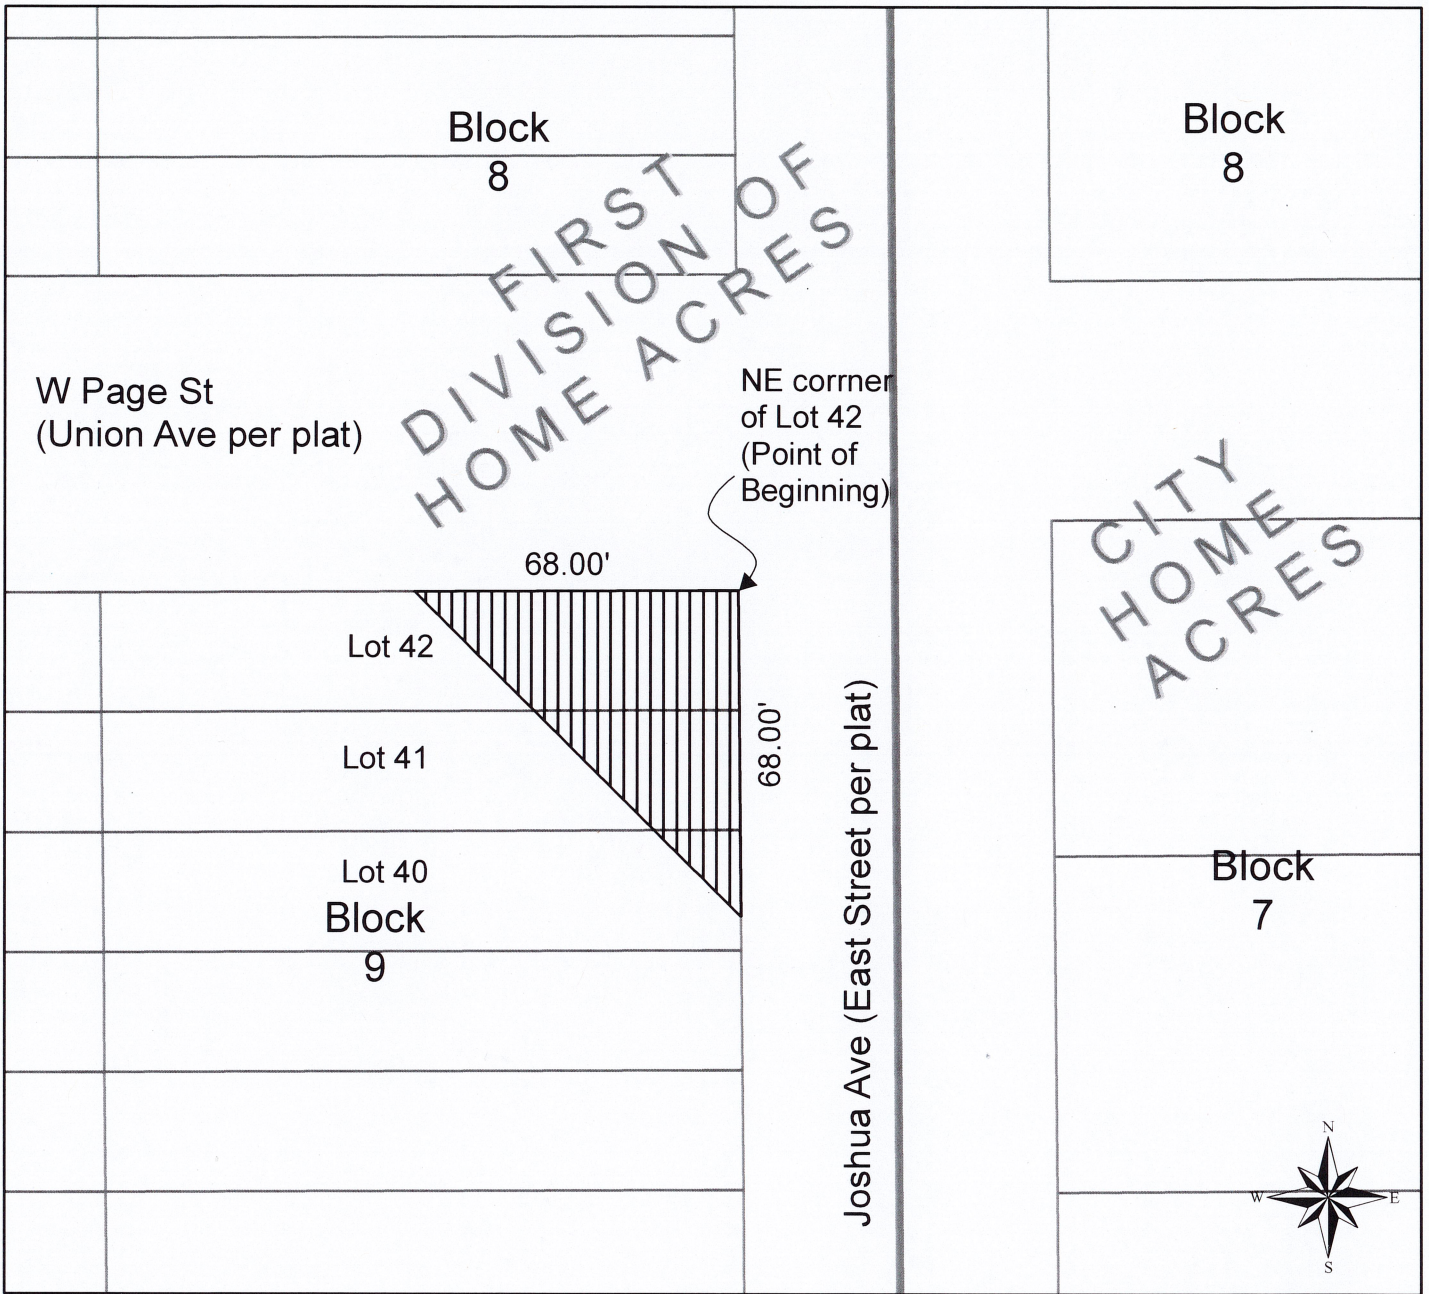 Block
8
Block
8
FIRST
DIVISION OF
HOME ACRES
W Page St
(Union Ave per plat)
NE corrner
of Lot 42
(Point of
Beginning)
CITY
HOME
ACRES
68.00'
Lot 42
68.00'
Lot 41
Joshua Ave (East Street per plat)
Lot 40
Block
9
Block
7
N
W
E
S